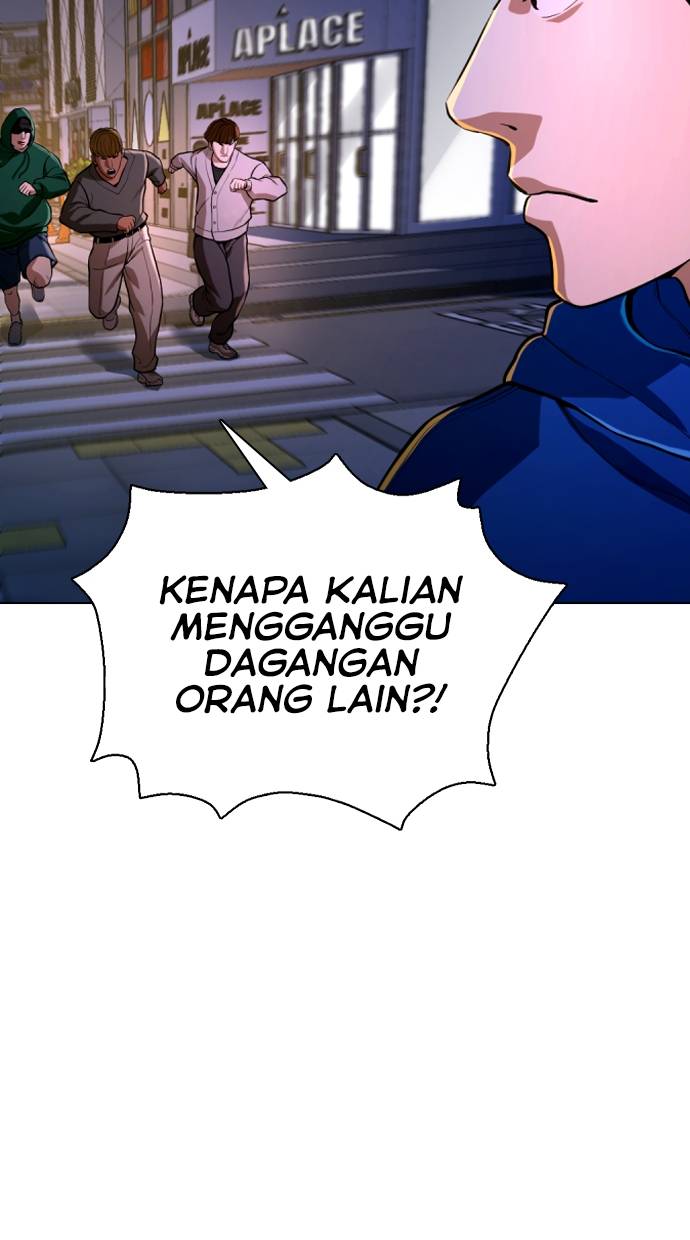 APLACE
APLACE
APLACE
KENAPA KALIAN
MENGGANGGU
DAGANGAN
ORANG LAIN?!